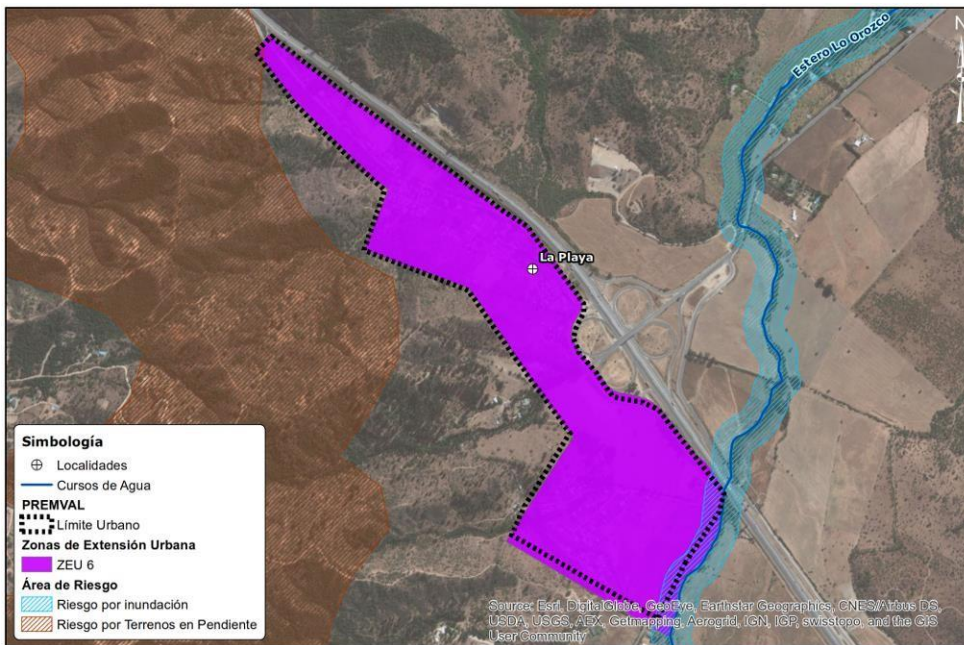 N
Estero Lo Orozco
La Playa
Simbología
Localidades
Cursos de Agua
PREMVAL
Límite Urbano
Zonas de Extensión Urbana
ZEU 6
Área de Riesgo
Riesgo por inundación
Riesgo por Terrenos en Pendiente
Source: Esri, DigitalGlobe, GeoEye, Earthstar Geographics, CNES/Airbus DS,
USDA, USGS, AEX, Getmapping, Aerogrid, IGN, IGP, swisstopo, and the GIS
User Community